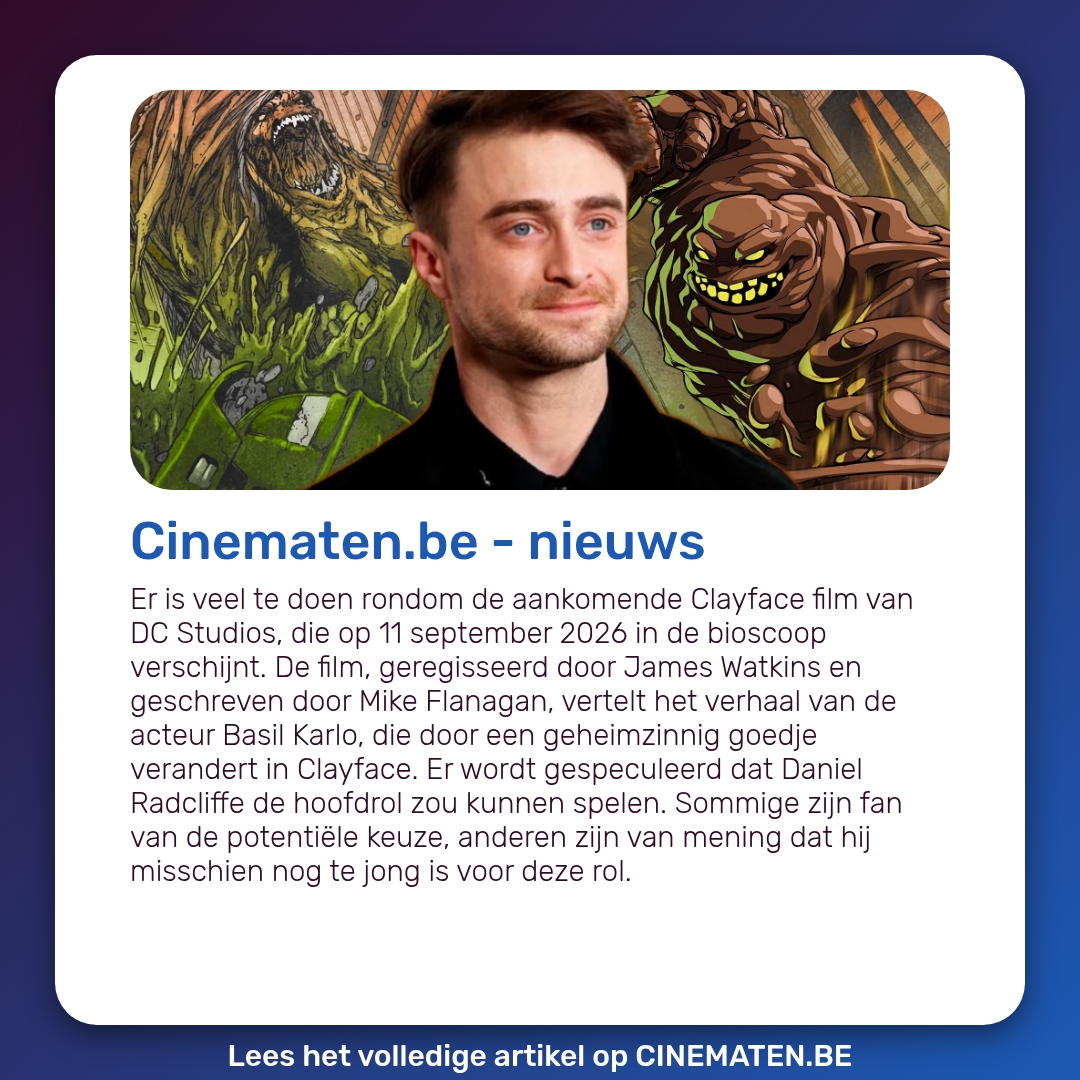 Cinematen.be - nieuws
Er is veel te doen rondom de aankomende Clayface film van
DC Studios, die op 11 september 2026 in de bioscoop
verschijnt. De film, geregisseerd door James Watkins en
geschreven door Mike Flanagan, vertelt het verhaal van de
acteur Basil Karlo, die door een geheimzinnig goedje
verandert in Clayface. Er wordt gespeculeerd dat Daniel
Radcliffe de hoofdrol zou kunnen spelen. Sommige zijn fan
van de potentiële keuze, anderen zijn van mening dat hij
misschien nog te jong is voor deze rol.
Lees het volledige artikel op CINEMATEN.BE